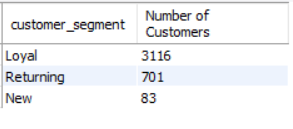 customer_segment Number of
Customers
Loyal 3116
Returning 701
New 83